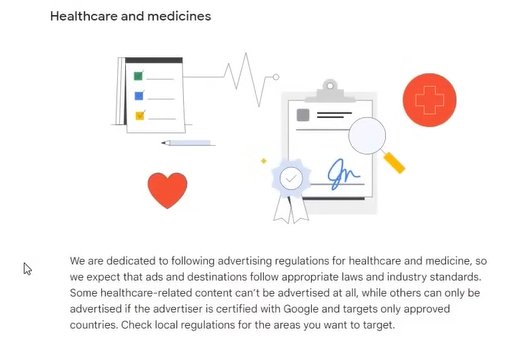 Healthcare and medicines
We are dedicated to following advertising regulations for healthcare and medicine, so
we expect that ads and destinations follow appropriate laws and industry standards.
Some healthcare-related content can't be advertised at all, while others can only be
advertised if the advertiser is certified with Google and targets only approved
countries. Check local regulations for the areas you want to target.